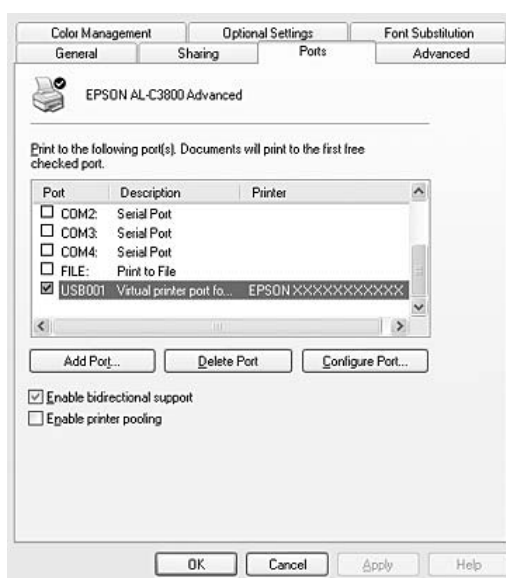 Color Management Optional Settings Font Substitution
General Sharing Ports Advanced
EPSON AL-C3800 Advanced
Print to the following port(s). Documents will print to the first free
checked port.
Port Description Printer
COM2: Serial Port
COM3: Serial Port
COM4: Serial Port
FILE: Print to File
USB001 Virtual printer port fo... EPSON XXXXXXXXXXX
Add Port... Delete Port Configure Port...
Enable bidirectional support
Enable printer pooling
OK Cancel Apply Help